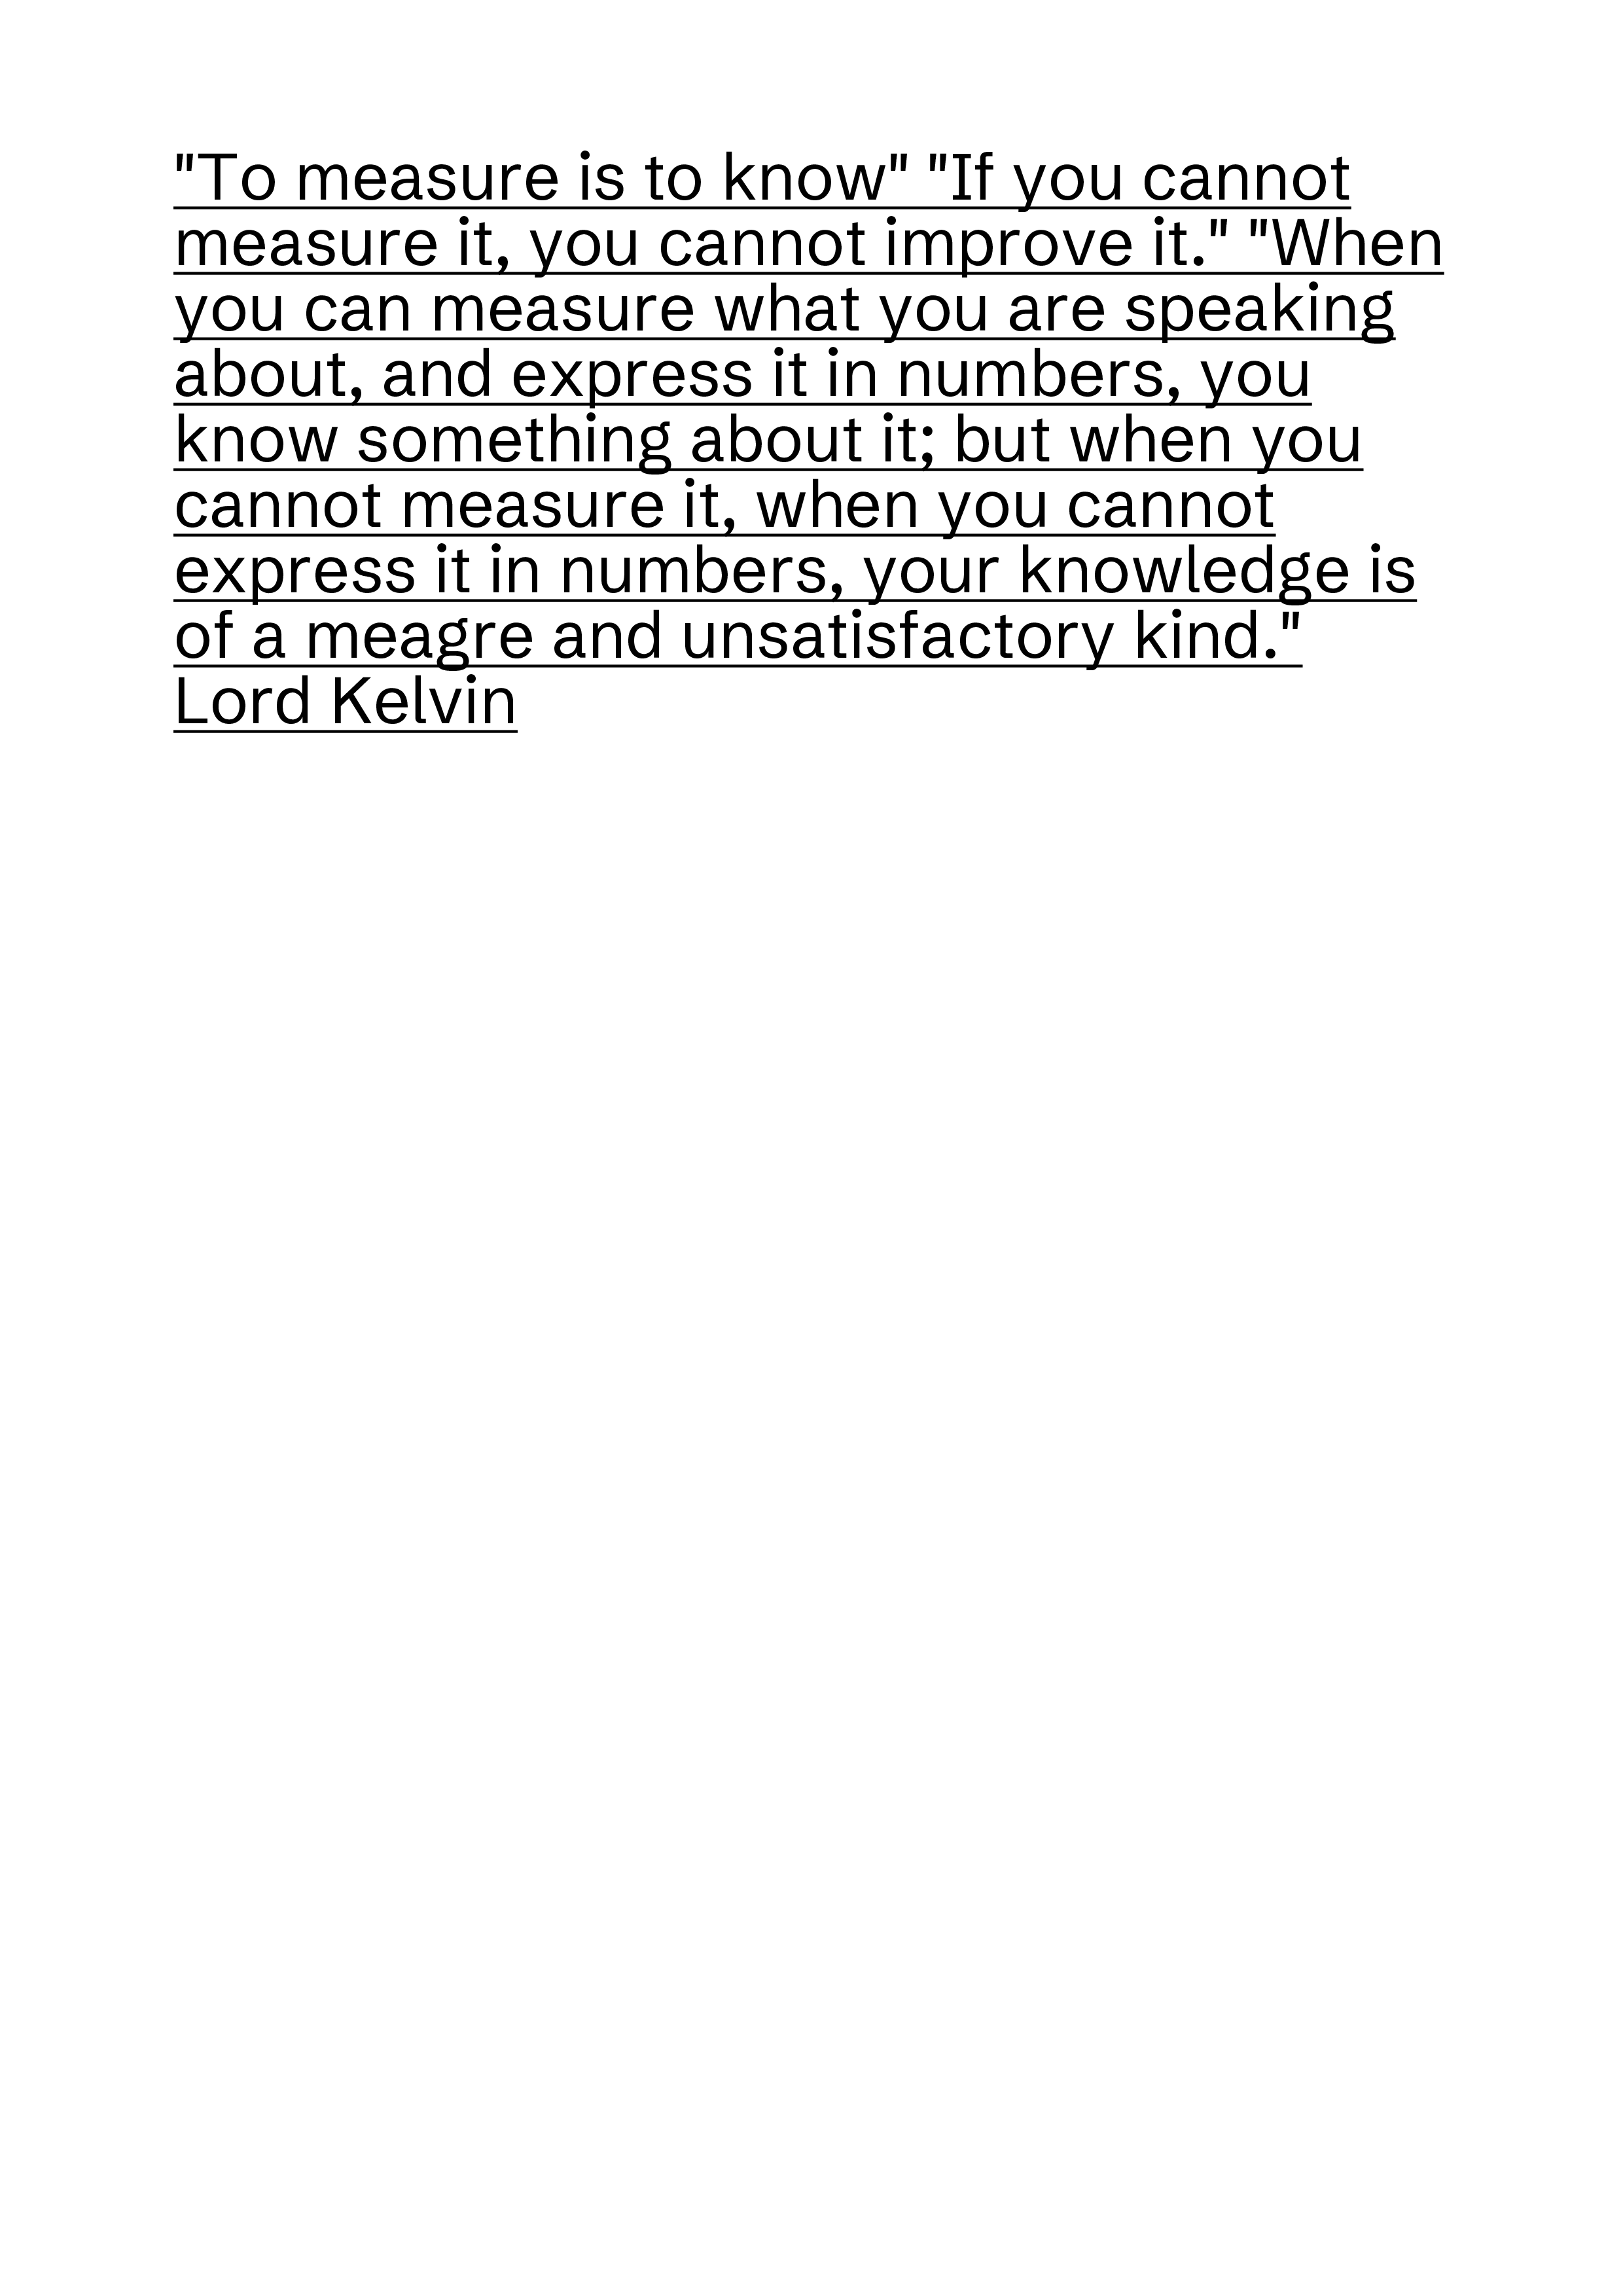 "To measure is to know" "If you cannot
measure it, you cannot improve it." "When
you can measure what you are speaking
about, and express it in numbers, you
know something about it; but when you
cannot measure it, when you cannot
express it in numbers, your knowledge is
of a meagre and unsatisfactory kind."
Lord Kelvin